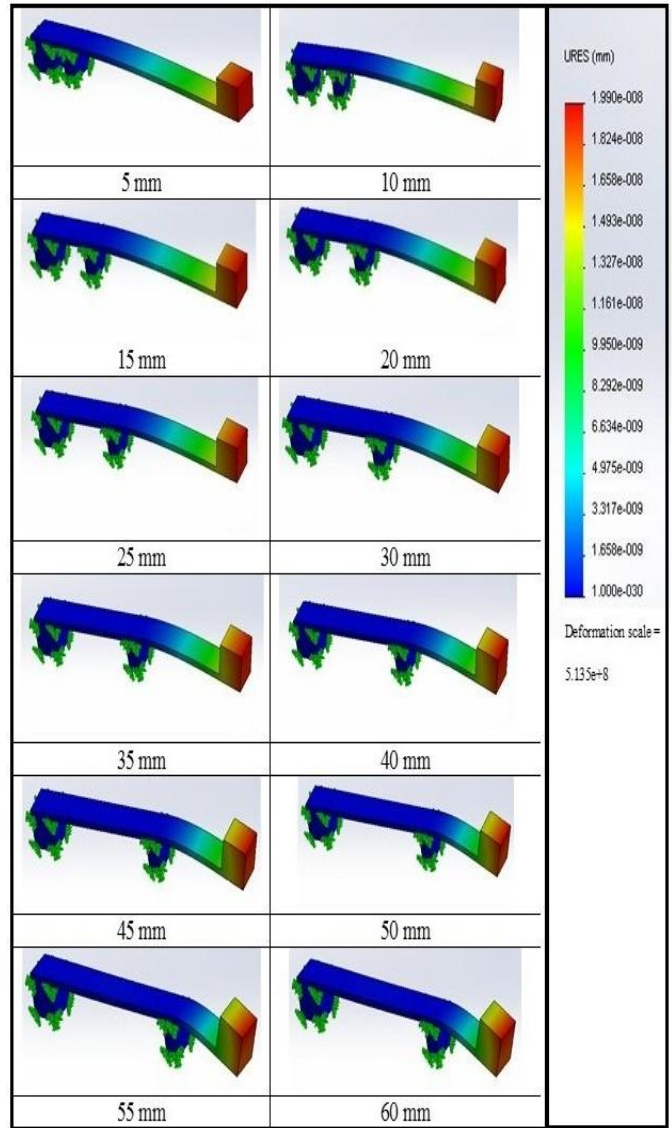 5 mm
10 mm
15 mm
20 mm
25 mm
30 mm
35 mm
40 mm
45 mm
50 mm
55 mm
60 mm
URES (mm)
1.990e-008
1.824e-008
1.658e-008
1.493e-008
1.327e-008
1.161e-008
9.950e-009
8.292e-009
6.634e-009
4.975e-009
3.317e-009
1.658e-009
1.000e-030
Deformation scale =
5.135e+8